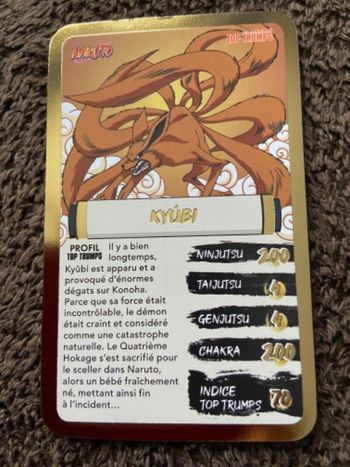 NARUTO
TOP TRUMPS
KYÛBI
PROFIL
TOP TRUMPS
Il y a bien
longtemps,
Kyûbi est apparu et a
provoqué d'énormes
dégats sur Konoha.
Parce que sa force était
incontrôlable, le démon
était craint et considéré
comme une catastrophe
naturelle. Le Quatrième
Hokage s'est sacrifié pour
le sceller dans Naruto,
alors un bébé fraîchement
né, mettant ainsi fin
à l'incident...
NINJUTSU 200
TAIJUTSU
GENJUTSU
CHAKRA 200
INDICE
TOP TRUMPS 70